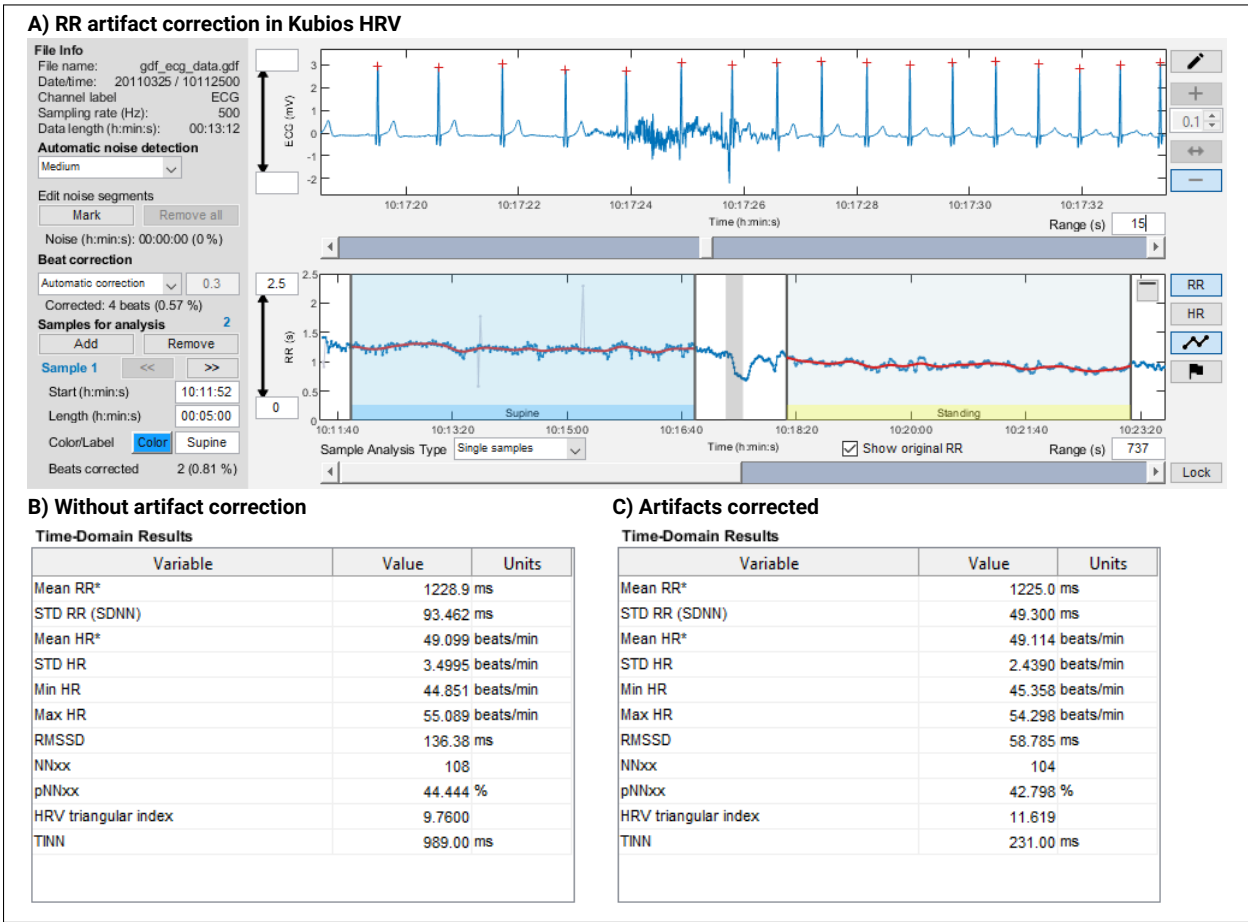 A) RR artifact correction in Kubios HRV
File Info
File name: gdf_ecg_data.gdf
Date/time: 20110325 / 10112500
Channel label ECG
Sampling rate (Hz): 500
Data length (h:min:s): 00:13:12
Automatic noise detection
Medium
Edit noise segments
Mark Remove all
Noise (h:min:s): 00:00:00 (0 %)
Beat correction
Automatic correction 0.3
Corrected: 4 beats (0.57 %)
Samples for analysis 2
Add Remove
Sample 1 << >>
Start (h:min:s) 10:11:52
Length (h:min:s) 00:05:00
Color/Label Color Supine
Beats corrected 2 (0.81 %)
ECG (mV)
3
2
1
0
-1
-2
10:17:20 10:17:22 10:17:24 10:17:26 10:17:28 10:17:30 10:17:32
Time (h:min:s)
Range (s) 15
0.1
2.5
0
RR (s)
2.5
2
1.5
1
0.5
0
Supine Standing
10:11:40 10:13:20 10:15:00 10:16:40 10:18:20 10:20:00 10:21:40 10:23:20
Sample Analysis Type Single samples Time (h:min:s) Show original RR Range (s) 737
RR
HR
Lock
B) Without artifact correction
Time-Domain Results
Variable Value Units
Mean RR* 1228.9 ms
STD RR (SDNN) 93.462 ms
Mean HR* 49.099 beats/min
STD HR 3.4995 beats/min
Min HR 44.851 beats/min
Max HR 55.089 beats/min
RMSSD 136.38 ms
NNxx 108
pNNxx 44.444 %
HRV triangular index 9.7600
TINN 989.00 ms
C) Artifacts corrected
Time-Domain Results
Variable Value Units
Mean RR* 1225.0 ms
STD RR (SDNN) 49.300 ms
Mean HR* 49.114 beats/min
STD HR 2.4390 beats/min
Min HR 45.358 beats/min
Max HR 54.298 beats/min
RMSSD 58.785 ms
NNxx 104
pNNxx 42.798 %
HRV triangular index 11.619
TINN 231.00 ms